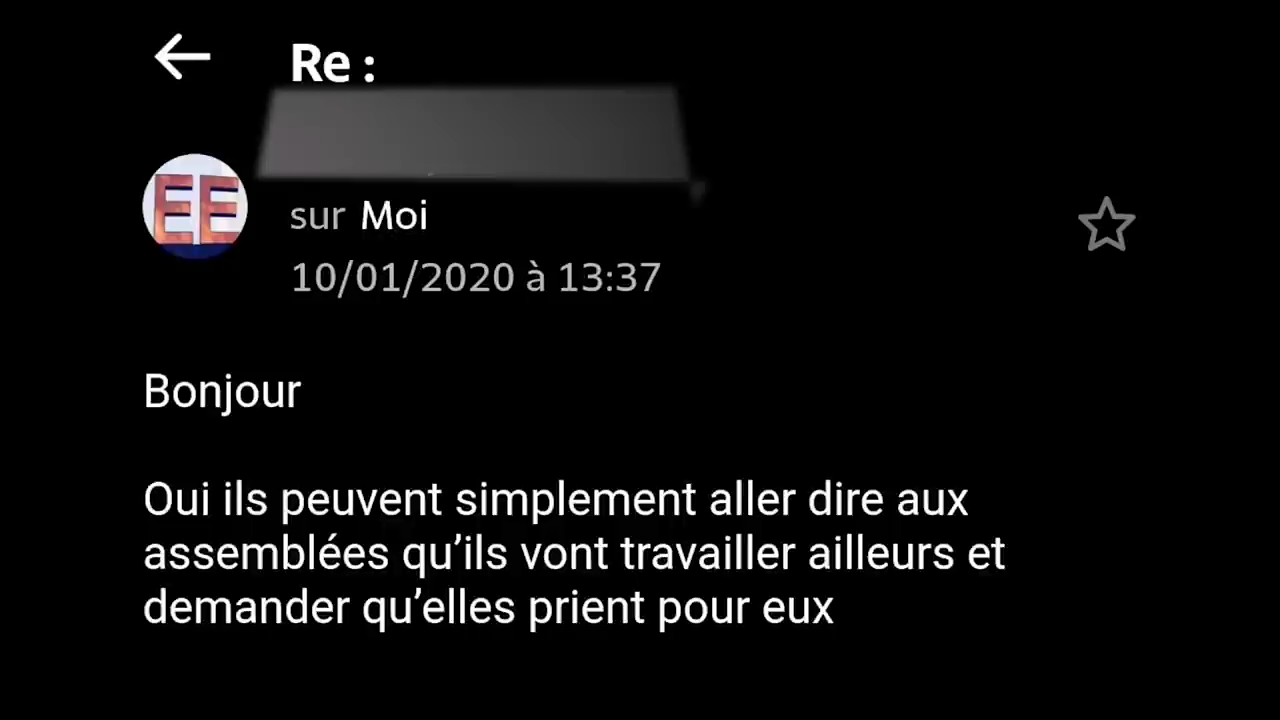 Re :
EE
sur Moi
10/01/2020 à 13:37
Bonjour
Oui ils peuvent simplement aller dire aux
assemblées qu’ils vont travailler ailleurs et
demander qu’elles prient pour eux